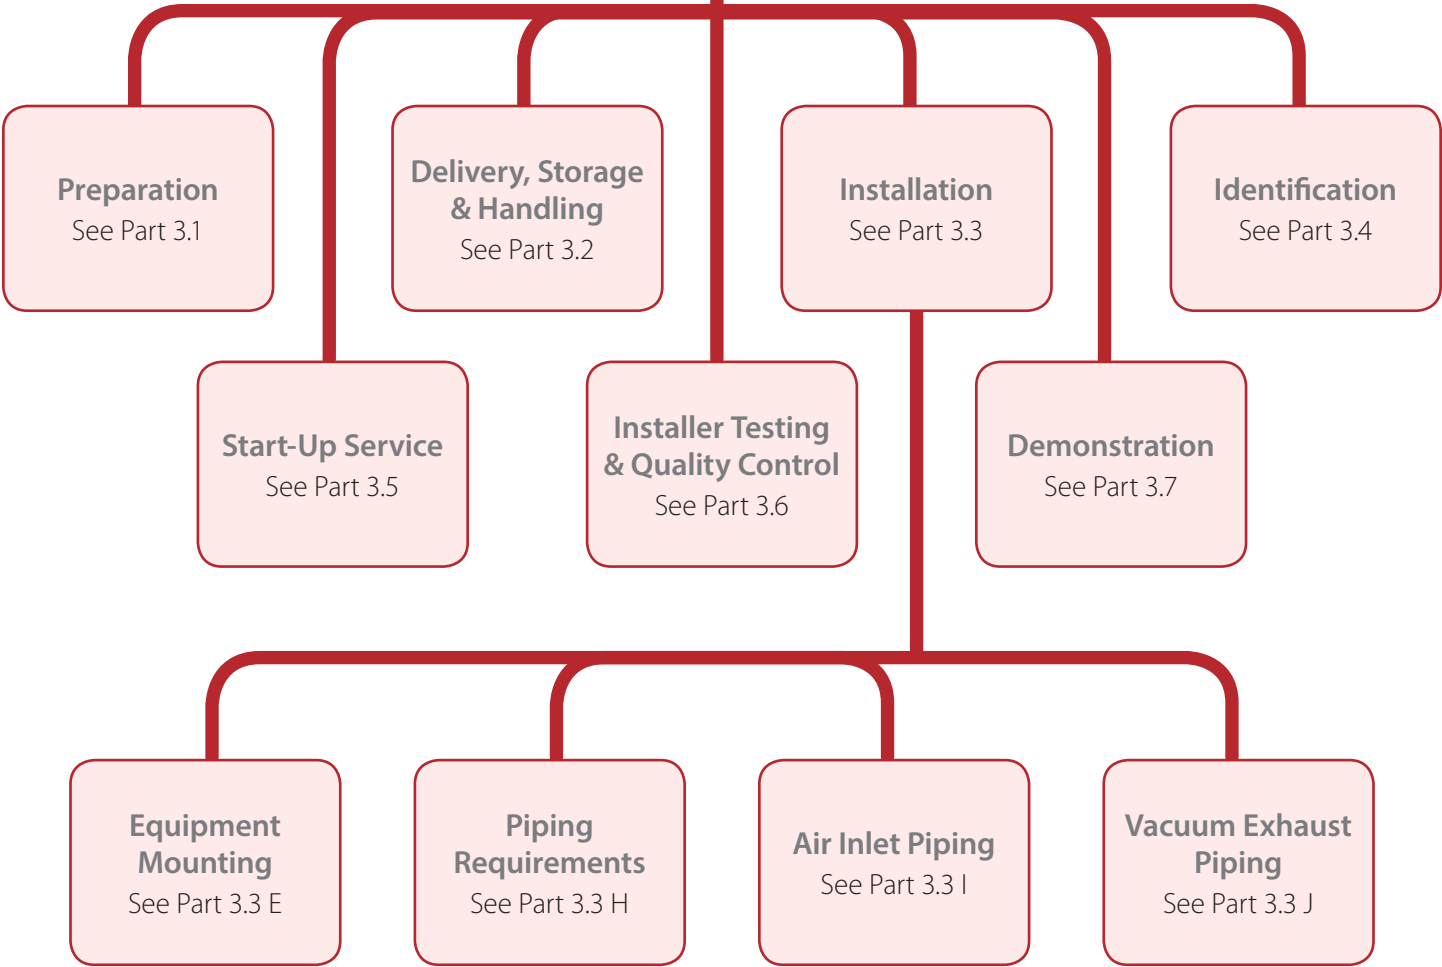 Preparation
See Part 3.1
Delivery, Storage
& Handling
See Part 3.2
Installation
See Part 3.3
Identification
See Part 3.4
Start-Up Service
See Part 3.5
Installer Testing
& Quality Control
See Part 3.6
Demonstration
See Part 3.7
Equipment
Mounting
See Part 3.3 E
Piping
Requirements
See Part 3.3 H
Air Inlet Piping
See Part 3.3 I
Vacuum Exhaust
Piping
See Part 3.3 J